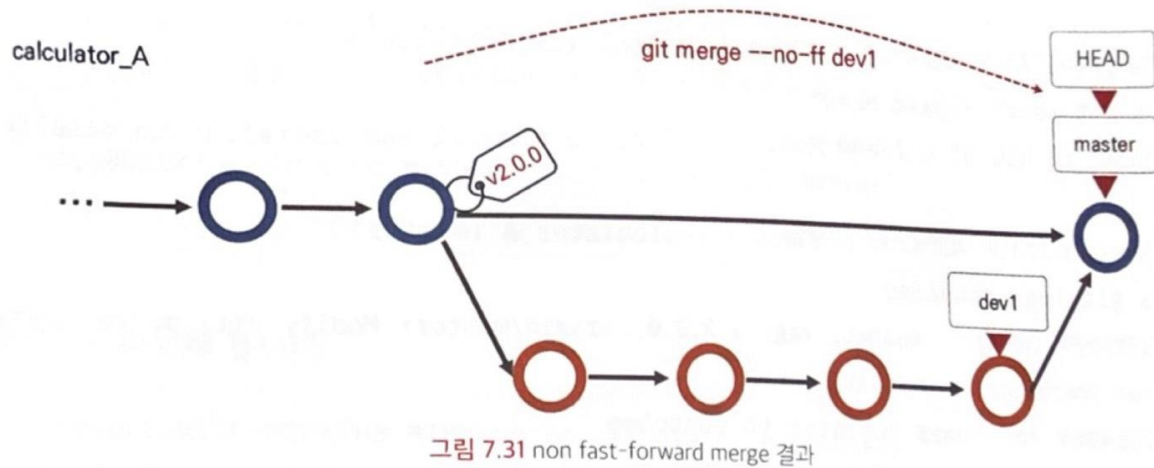 calculator_A
git merge --no-ff dev1
HEAD
master
v2.0.0
...
dev1
그림 7.31 non fast-forward merge 결과